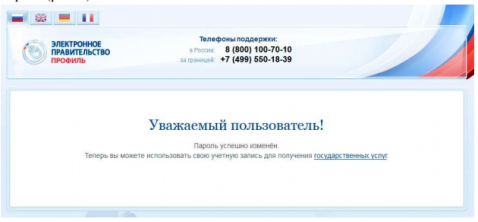 ЭЛЕКТРОННОЕ
ПРАВИТЕЛЬСТВО
ПРОФИЛЬ
Телефоны поддержки:
в России: 8 (800) 100-70-10
за границей: +7 (499) 550-18-39
Уважаемый пользователь!
Пароль успешно изменён.
Теперь вы можете использовать свою учетную запись для получения государственных услуг